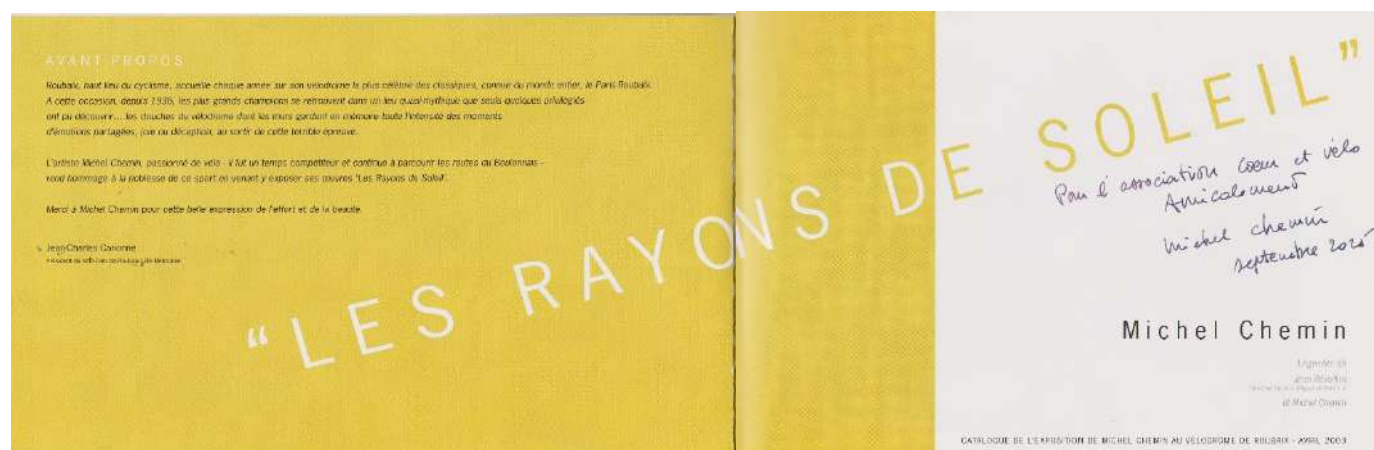 AVANT PROPOS
Roubaix, haut lieu du cyclisme, accueille chaque année sur son vélodrome la plus célèbre des classiques, connue du monde entier, le Paris Roubaix.
A cette occasion, depuis 1936, les plus grands champions se retrouvent dans un lieu quasi-mythique que seuls quelques privilégiés
ont pu découvrir... les douches du vélodrome dont les murs gardent en mémoire toute l'intensité des moments
d'émotions partagées, joie ou déception, au sortir de cette terrible épreuve.
L'artiste Michel Chemin, passionné de vélo - il fut un temps compétiteur et continue à parcourir les routes du Boulonnais -
rend hommage à la noblesse de ce sport en venant y exposer ses œuvres "Les Rayons de Soleil".
Merci à Michel Chemin pour cette belle expression de l'effort et de la beauté.
Jean-Charles
"LES RAYONS DE SOLEIL"
Pour l'association Coeur et vélo
Amicalement
Michel Chemin
septembre 2025
Michel Chemin
Légendes de
et Michel Chemin
CATALOGUE DE L'EXPOSITION DE MICHEL CHEMIN AU VÉLODROME DE ROUBAIX - AVRIL 2003